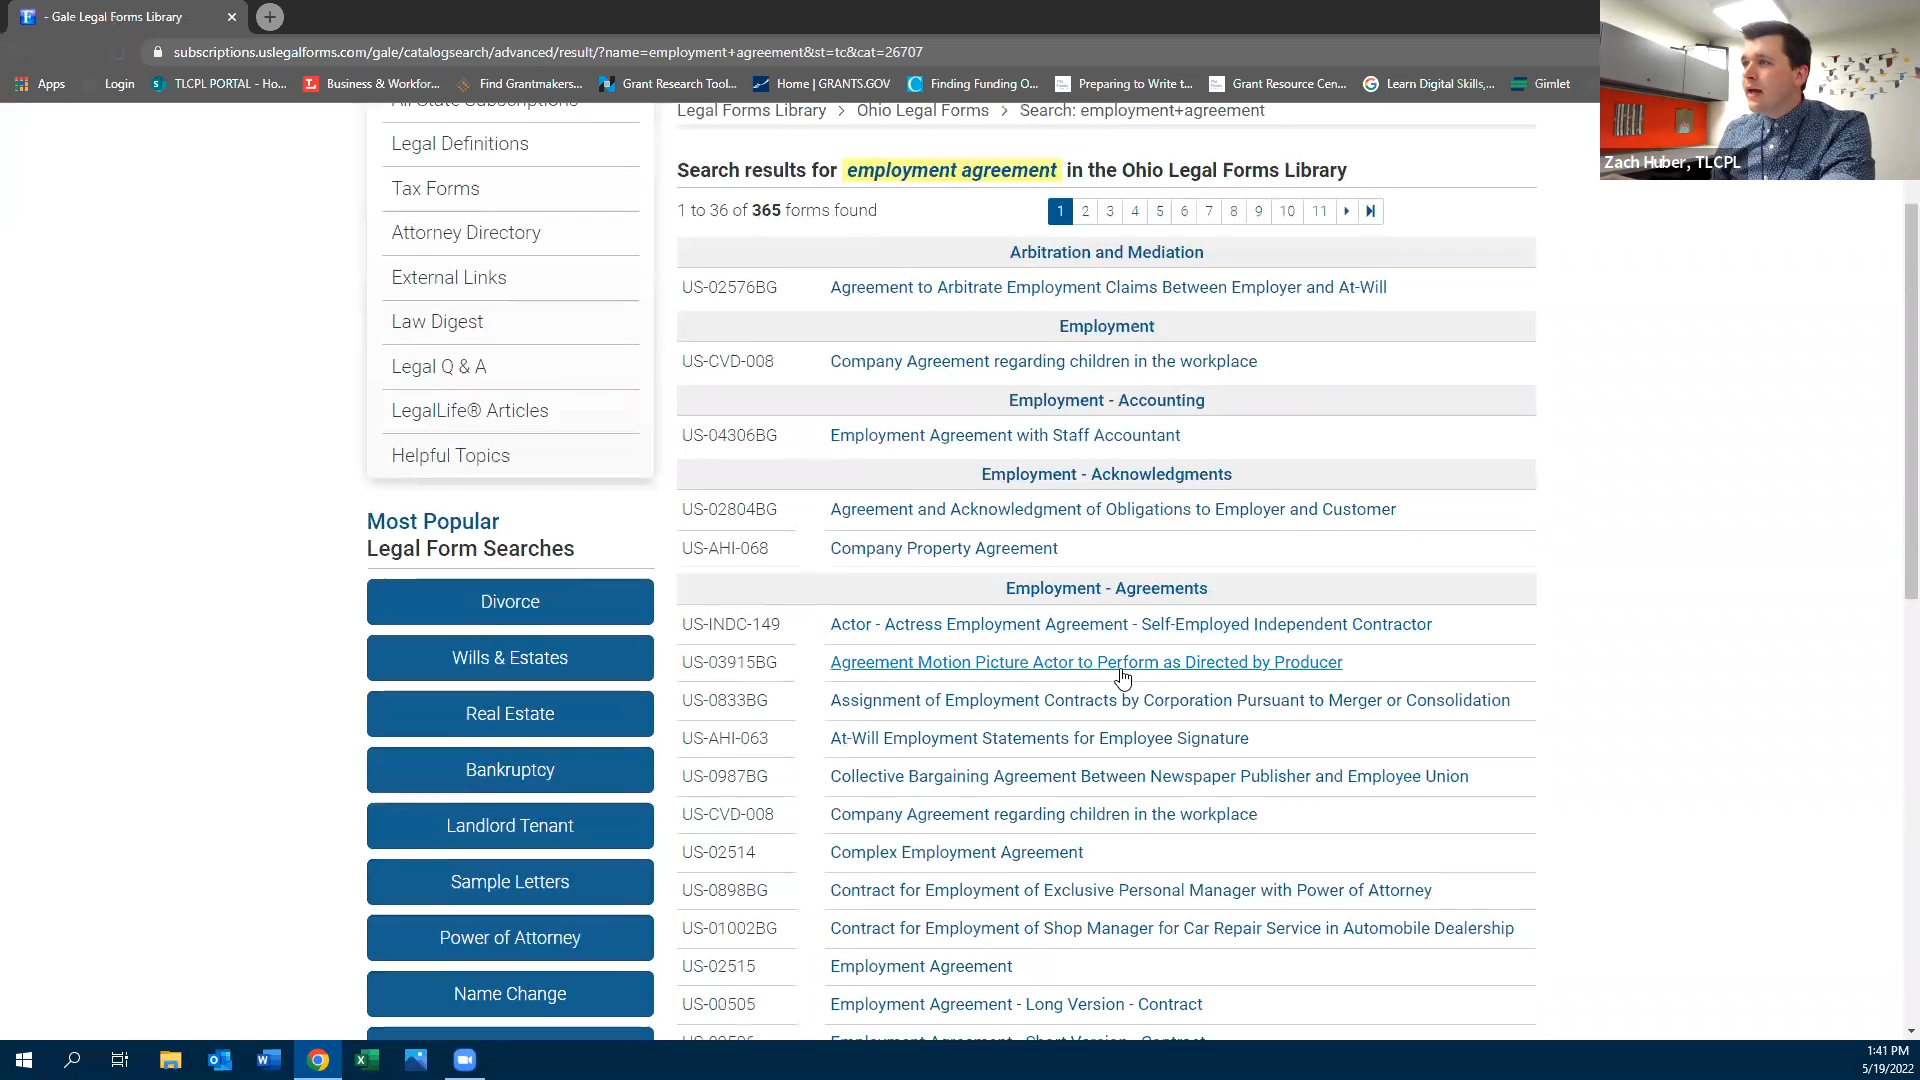 - Gale Legal Forms Library
subscriptions.uslegalforms.com/gale/catalogsearch/advanced/result/?name=employment+agreement&st=tc&cat=26707
Apps Login TLCPL PORTAL - Ho... Business & Workfor... Find Grantmakers... Grant Research Tool... Home | GRANTS.GOV Finding Funding O... Preparing to Write t... Grant Resource Cen... Learn Digital Skills,... Gimlet
Zach Huber, TLCPL
All State Subscriptions
Legal Definitions
Tax Forms
Attorney Directory
External Links
Law Digest
Legal Q & A
LegalLife® Articles
Helpful Topics
Most Popular
Legal Form Searches
Divorce
Wills & Estates
Real Estate
Bankruptcy
Landlord Tenant
Sample Letters
Power of Attorney
Name Change
Legal Forms Library > Ohio Legal Forms > Search: employment+agreement
Search results for employment agreement in the Ohio Legal Forms Library
1 to 36 of 365 forms found 1 2 3 4 5 6 7 8 9 10 11
Arbitration and Mediation
US-02576BG Agreement to Arbitrate Employment Claims Between Employer and At-Will
Employment
US-CVD-008 Company Agreement regarding children in the workplace
Employment - Accounting
US-04306BG Employment Agreement with Staff Accountant
Employment - Acknowledgments
US-02804BG Agreement and Acknowledgment of Obligations to Employer and Customer
US-AHI-068 Company Property Agreement
Employment - Agreements
US-INDC-149 Actor - Actress Employment Agreement - Self-Employed Independent Contractor
US-03915BG Agreement Motion Picture Actor to Perform as Directed by Producer
US-0833BG Assignment of Employment Contracts by Corporation Pursuant to Merger or Consolidation
US-AHI-063 At-Will Employment Statements for Employee Signature
US-0987BG Collective Bargaining Agreement Between Newspaper Publisher and Employee Union
US-CVD-008 Company Agreement regarding children in the workplace
US-02514 Complex Employment Agreement
US-0898BG Contract for Employment of Exclusive Personal Manager with Power of Attorney
US-01002BG Contract for Employment of Shop Manager for Car Repair Service in Automobile Dealership
US-02515 Employment Agreement
US-00505 Employment Agreement - Long Version - Contract
Employment Agreement - Short Version - Contract
1:41 PM
5/19/2022